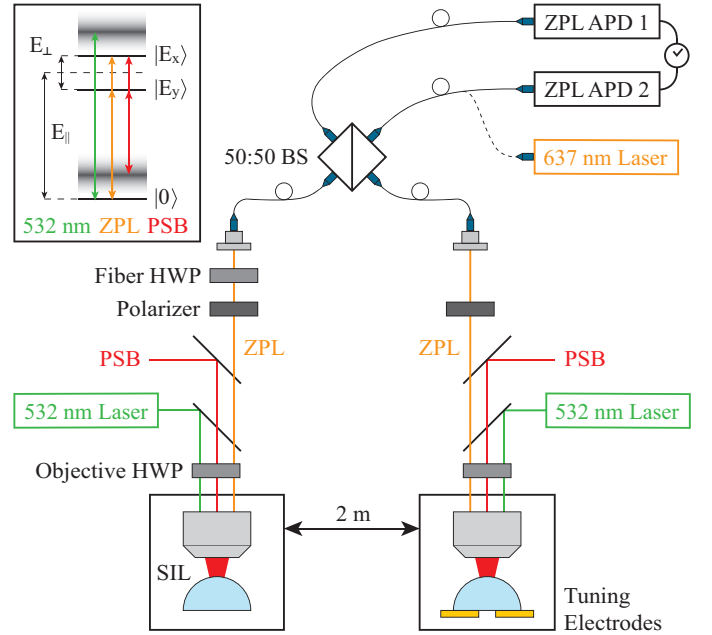 E⊥
|Eₓ⟩
|Eᵧ⟩
E∥
|0⟩
532 nm ZPL PSB
ZPL APD 1
ZPL APD 2
50:50 BS
637 nm Laser
Fiber HWP
Polarizer
ZPL
ZPL
PSB
PSB
532 nm Laser
532 nm Laser
Objective HWP
2 m
SIL
Tuning
Electrodes